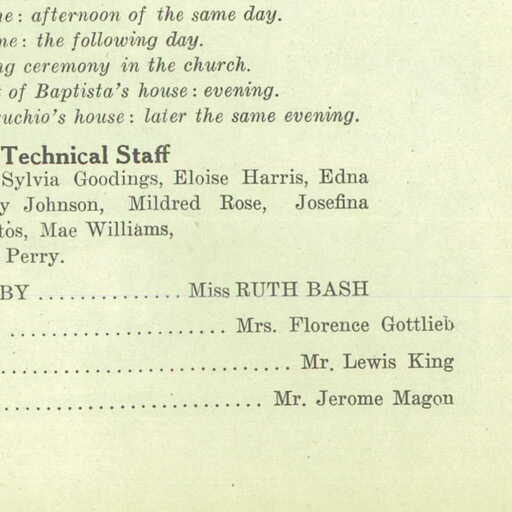 ne: afternoon of the same day.
ne: the following day.
ng ceremony in the church.
t of Baptista's house: evening.
ruchio's house: later the same evening.
Technical Staff
Sylvia Goodings, Eloise Harris, Edna
y Johnson, Mildred Rose, Josefina
tos, Mae Williams,
Perry.
BY .............. Miss RUTH BASH
...................... Mrs. Florence Gottlieb
............................. Mr. Lewis King
.......................... Mr. Jerome Magon